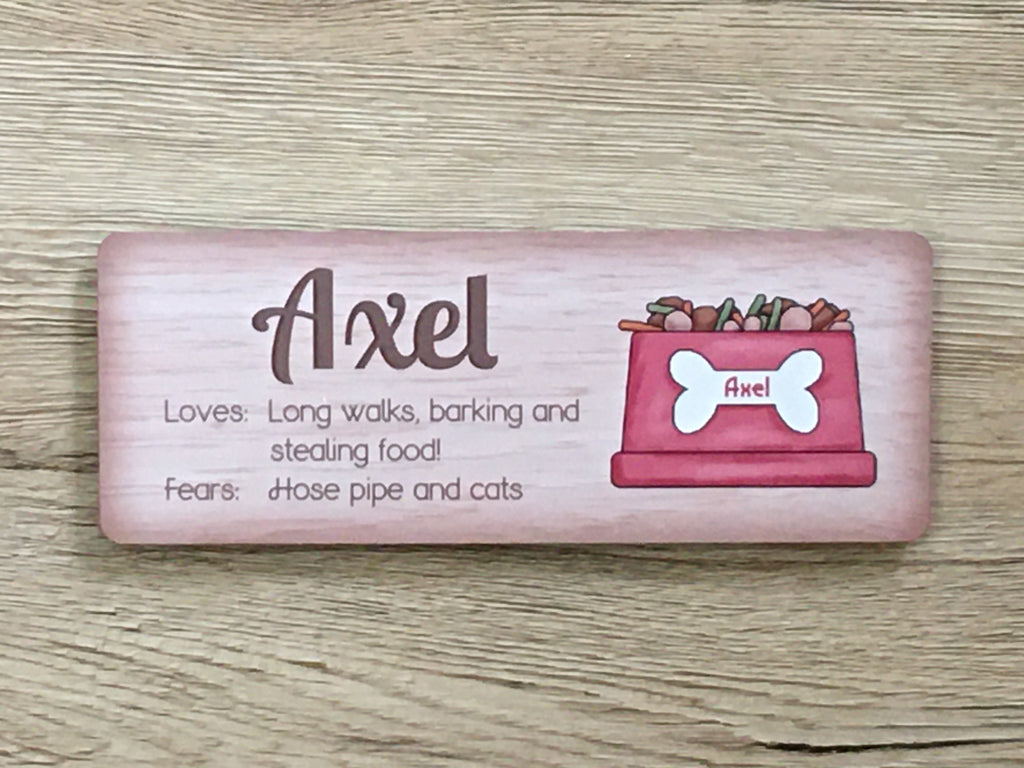 Axel
Loves: Long walks, barking and
stealing food!
Fears: Hose pipe and cats
Axel